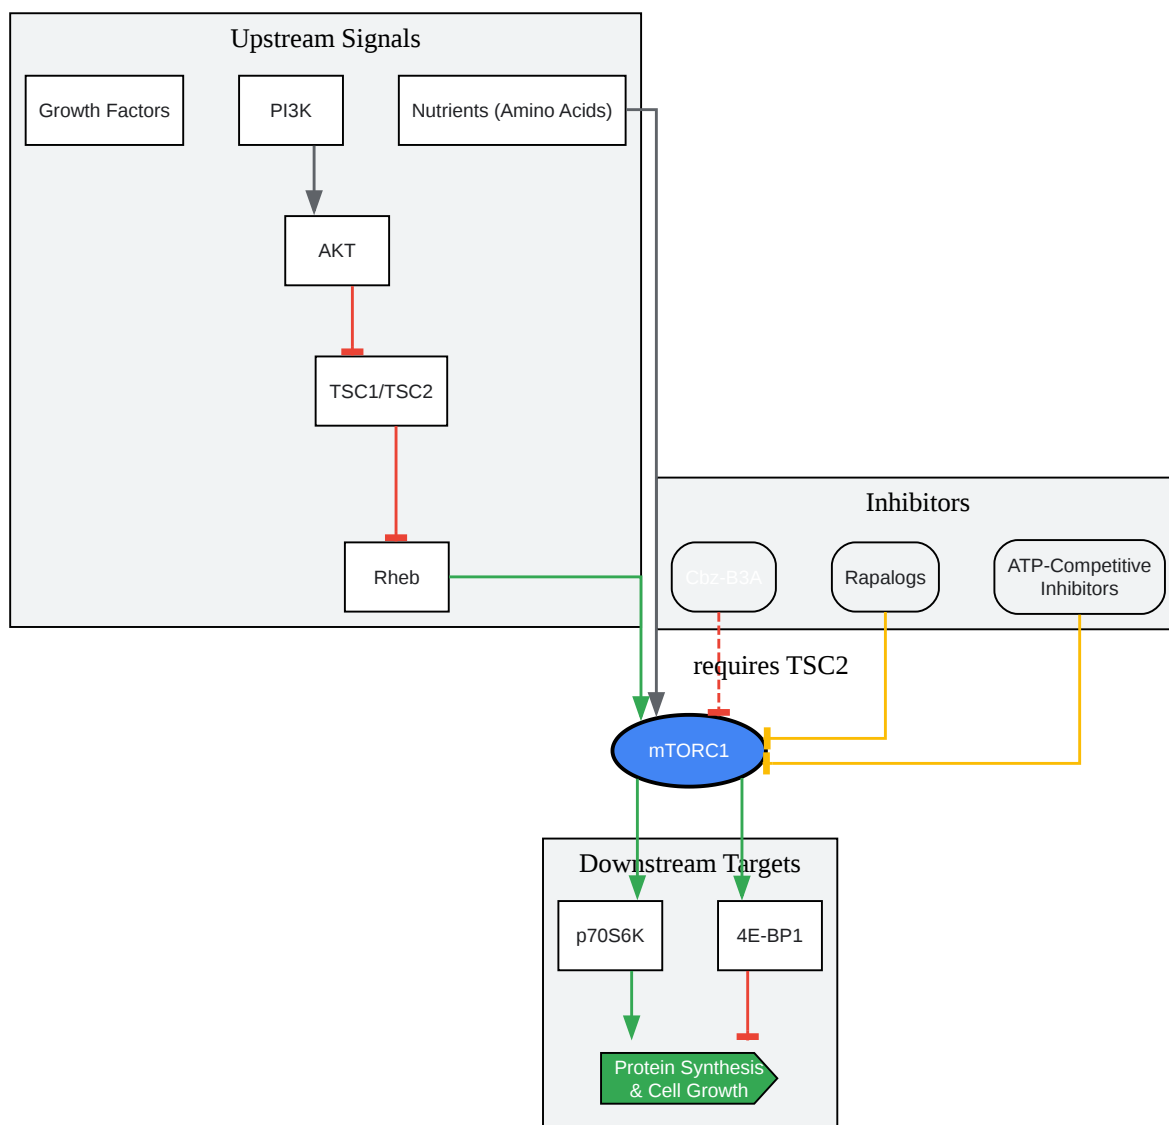 Upstream Signals
Growth Factors
PI3K
Nutrients (Amino Acids)
AKT
TSC1/TSC2
Rheb
Inhibitors
Cbz-B3A
Rapalogs
ATP-Competitive
Inhibitors
requires TSC2
mTORC1
Downstream Targets
p70S6K
4E-BP1
Protein Synthesis
& Cell Growth